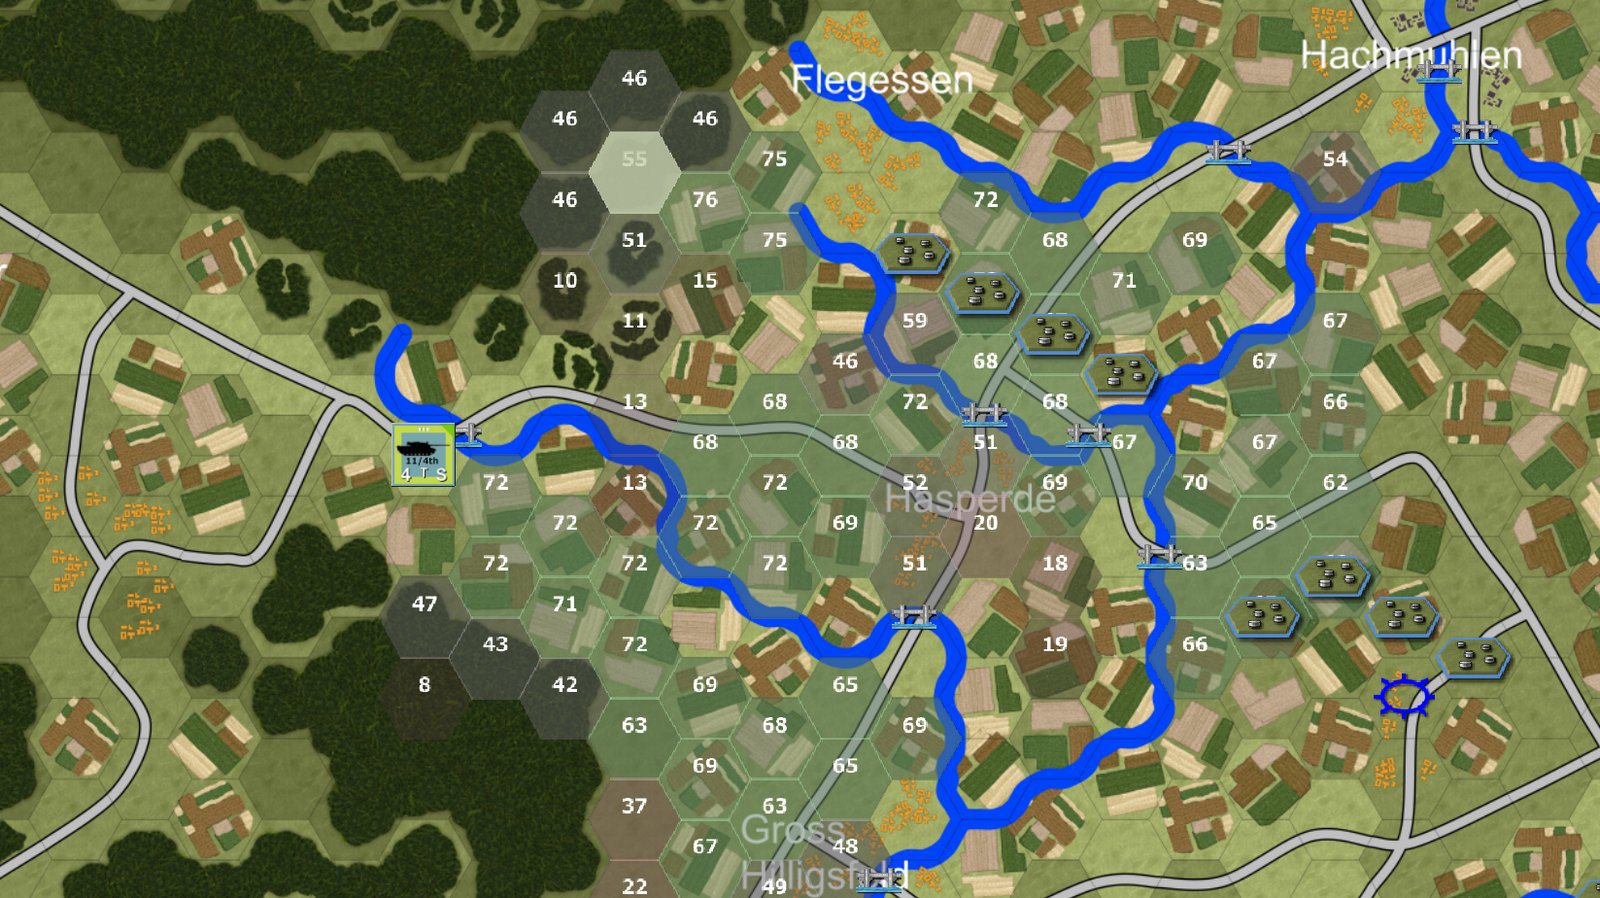 Hachmuhlen
46 Flegessen
46 46
55 75 54
46 76 72
51 75 68 69
10 15 71
11 59 67
46 68 67
13 68 72 68 66
68 68 51 67 67
11/4th
4 T S
72 13 72 52 69 70 62
Hasperde
72 72 69 20 65
72 72 72 51 18 63
47 71
43 72 19 66
8 42 69 65
63 68 69
69 65
37 63
Gross
67 48
Hilligsfeld
22 49